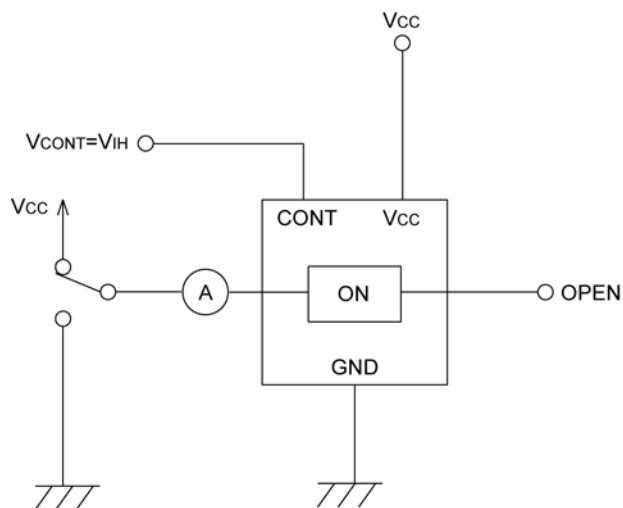 Vcc
VCONT=VIH
Vcc
CONT Vcc
A
ON
OPEN
GND